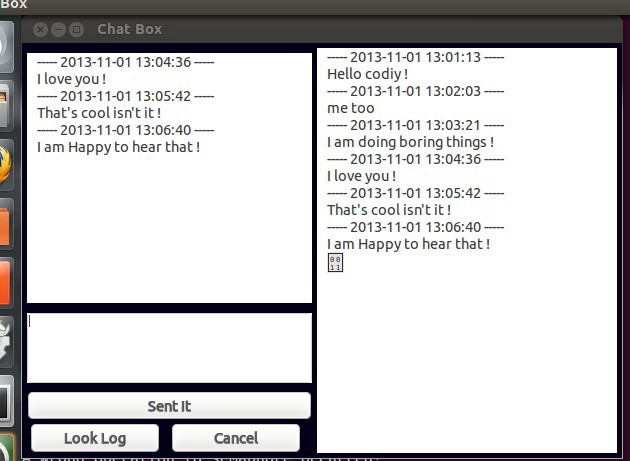 Box
Chat Box
----- 2013-11-01 13:04:36 -----
I love you !
----- 2013-11-01 13:05:42 -----
That's cool isn't it !
----- 2013-11-01 13:06:40 -----
I am Happy to hear that !
Sent It
Look Log
Cancel
----- 2013-11-01 13:01:13 -----
Hello codiy !
----- 2013-11-01 13:02:03 -----
me too
----- 2013-11-01 13:03:21 -----
I am doing boring things !
----- 2013-11-01 13:04:36 -----
I love you !
----- 2013-11-01 13:05:42 -----
That's cool isn't it !
----- 2013-11-01 13:06:40 -----
I am Happy to hear that !
00
11